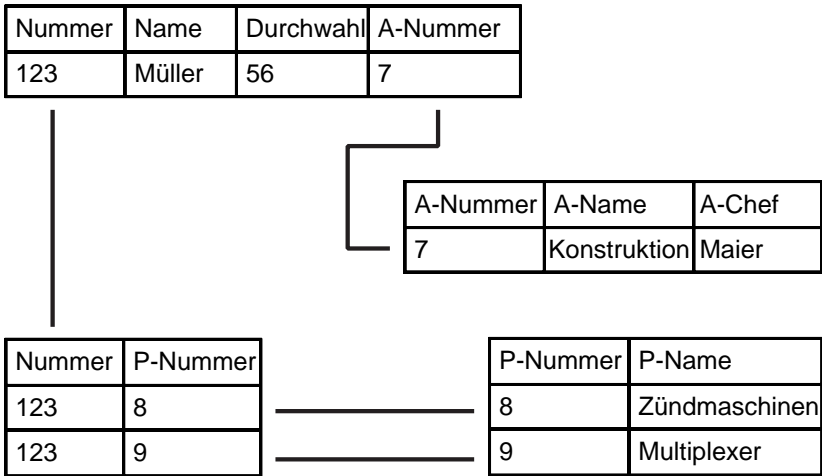 Nummer Name Durchwahl A-Nummer
123 Müller 56 7
A-Nummer A-Name A-Chef
7 Konstruktion Maier
Nummer P-Nummer
123 8
123 9
P-Nummer P-Name
8 Zündmaschinen
9 Multiplexer